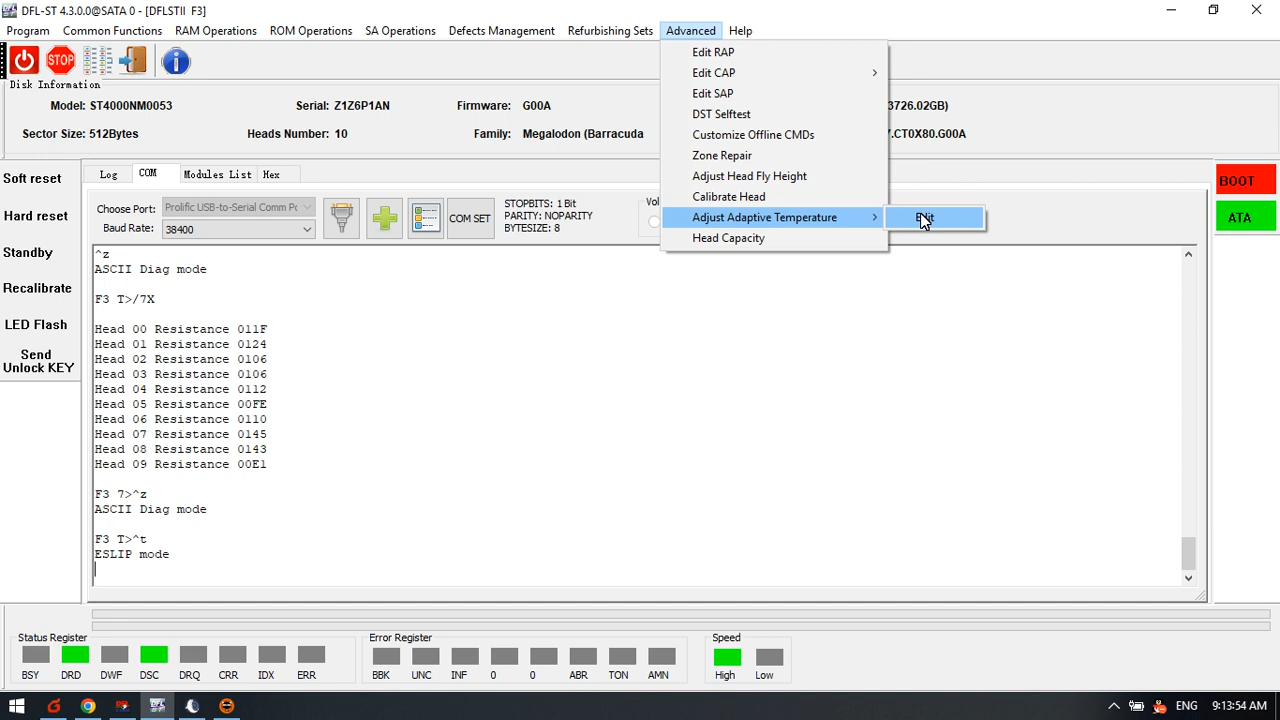 DFL-ST 4.3.0.0@SATA 0 - [DFLSTII F3]
Program Common Functions RAM Operations ROM Operations SA Operations Defects Management Refurbishing Sets Advanced Help
STOP
Disk Information
Model: ST4000NM0053 Serial: Z1Z6P1AN Firmware: G00A 3726.02GB)
Sector Size: 512Bytes Heads Number: 10 Family: Megalodon (Barracuda .CT0X80.G00A
Edit RAP
Edit CAP
Edit SAP
DST Selftest
Customize Offline CMDs
Zone Repair
Adjust Head Fly Height
Calibrate Head
Adjust Adaptive Temperature
Edit
Head Capacity
Soft reset
Hard reset
Standby
Recalibrate
LED Flash
Send
Unlock KEY
Log COM Modules List Hex
Choose Port: Prolific USB-to-Serial Comm Po
Baud Rate: 38400
COM SET
STOPBITS: 1 Bit
PARITY: NOPARITY
BYTESIZE: 8
Vol
BOOT
ATA
^z
ASCII Diag mode
F3 T>/7X
Head 00 Resistance 011F
Head 01 Resistance 0124
Head 02 Resistance 0106
Head 03 Resistance 0106
Head 04 Resistance 0112
Head 05 Resistance 00FE
Head 06 Resistance 0110
Head 07 Resistance 0145
Head 08 Resistance 0143
Head 09 Resistance 00E1
F3 7>^z
ASCII Diag mode
F3 T>^t
ESLIP mode
Status Register
BSY DRD DWF DSC DRQ CRR IDX ERR
Error Register
BBK UNC INF 0 0 ABR TON AMN
Speed
High Low
ENG 9:13:54 AM